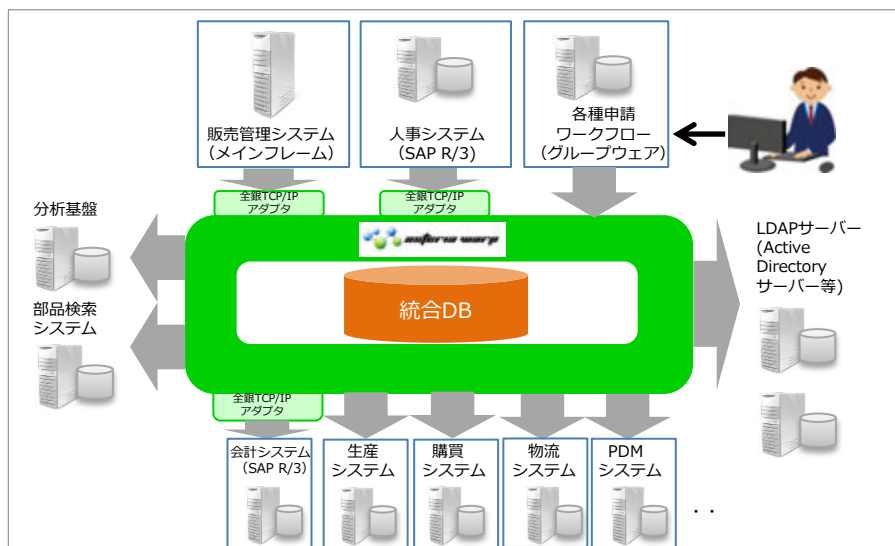 販売管理システム
（メインフレーム）
人事システム
（SAP R/3）
各種申請
ワークフロー
（グループウェア）
全銀TCP/IP
アダプタ
全銀TCP/IP
アダプタ
分析基盤
asteria warp
LDAPサーバー
(Active
Directory
サーバー等)
部品検索
システム
統合DB
全銀TCP/IP
アダプタ
会計システム
（SAP R/3）
生産
システム
購買
システム
物流
システム
PDM
システム
・・